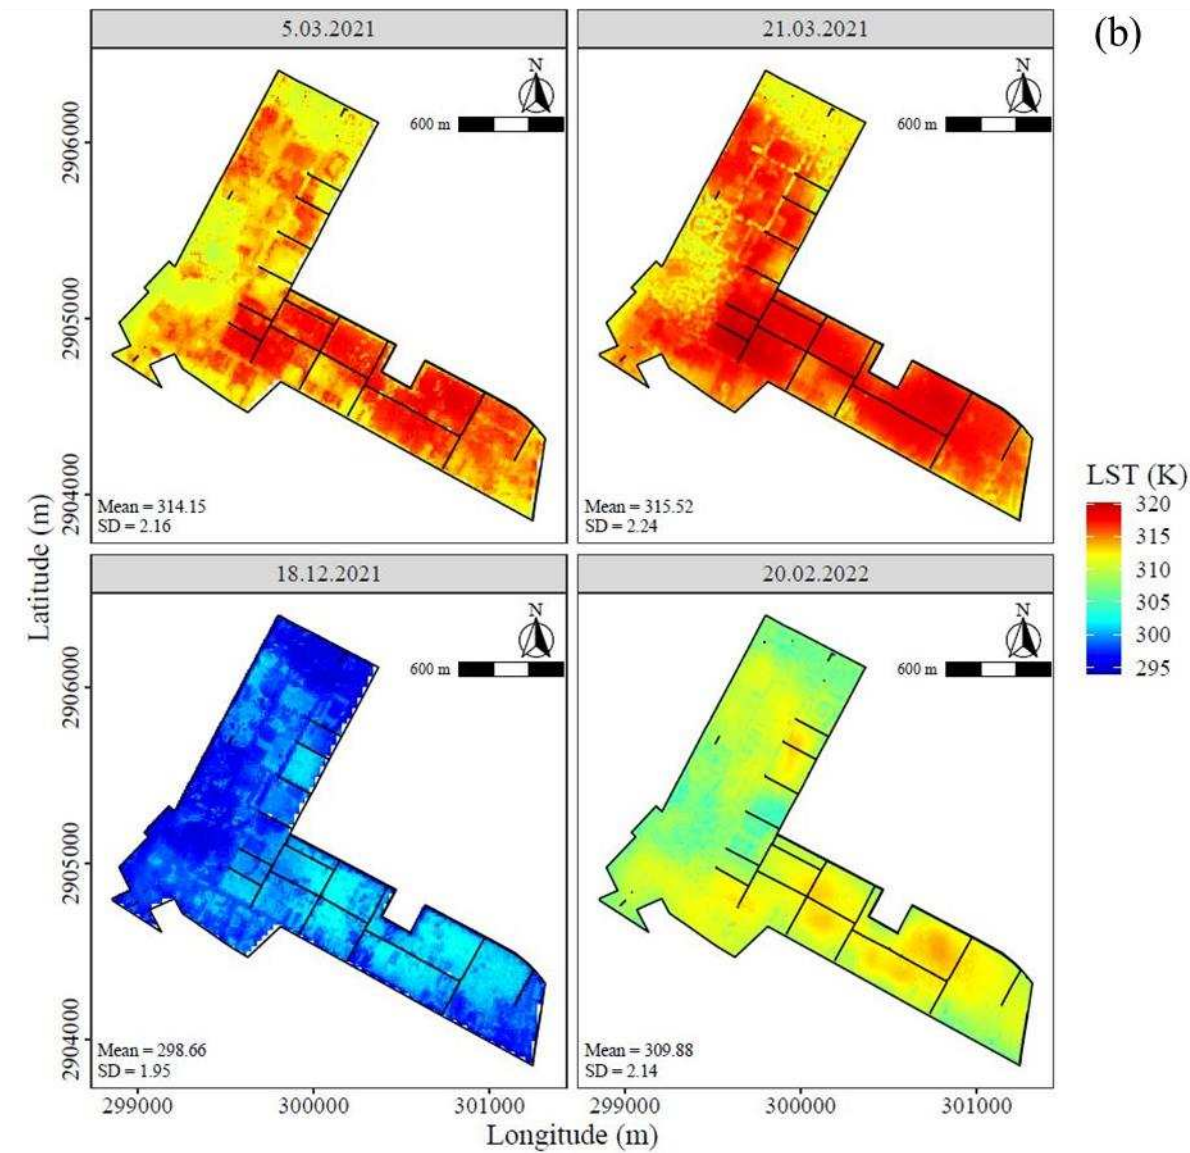 (b)
5.03.2021
21.03.2021
N
600 m
N
600 m
2906000
2905000
2904000
Mean = 314.15
SD = 2.16
Mean = 315.52
SD = 2.24
LST (K)
320
315
310
305
300
295
Latitude (m)
18.12.2021
20.02.2022
N
600 m
N
600 m
2906000
2905000
2904000
Mean = 298.66
SD = 1.95
Mean = 309.88
SD = 2.14
299000
300000
301000
299000
300000
301000
Longitude (m)